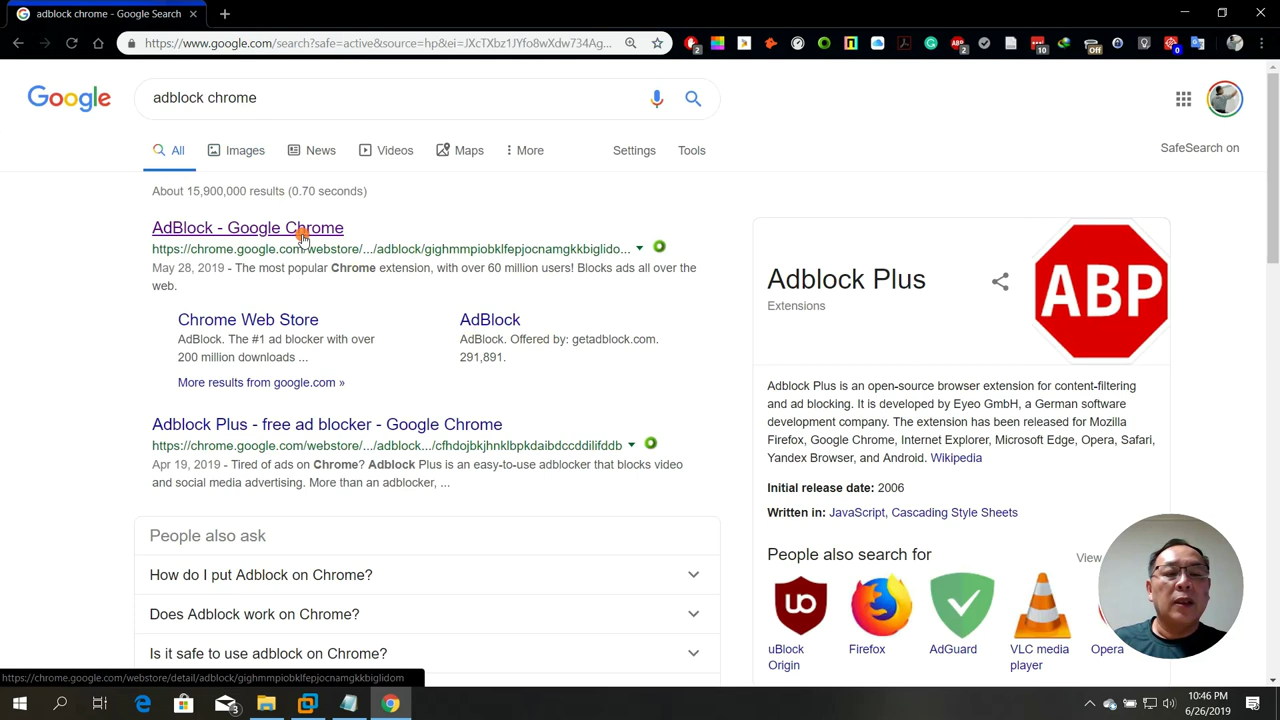 adblock chrome - Google Search
https://www.google.com/search?safe=active&source=hp&ei=JXcTXbz1JYfo8wXdw734Ag...
2
10
2
Off
0
Google
adblock chrome
All
Images
News
Videos
Maps
More
Settings
Tools
SafeSearch on
About 15,900,000 results (0.70 seconds)
AdBlock - Google Chrome
https://chrome.google.com/webstore/.../adblock/gighmmpiobklfepjocnamgkkbiglido...
May 28, 2019 - The most popular Chrome extension, with over 60 million users! Blocks ads all over the
web.
Chrome Web Store
AdBlock. The #1 ad blocker with over
200 million downloads ...
AdBlock
AdBlock. Offered by: getadblock.com.
291,891.
More results from google.com »
Adblock Plus - free ad blocker - Google Chrome
https://chrome.google.com/webstore/.../adblock.../cfhdojbkjhnklbpkdaibdccddilifddb
Apr 19, 2019 - Tired of ads on Chrome? Adblock Plus is an easy-to-use adblocker that blocks video
and social media advertising. More than an adblocker, ...
People also ask
How do I put Adblock on Chrome?
Does Adblock work on Chrome?
Is it safe to use adblock on Chrome?
Adblock Plus
Extensions
ABP
Adblock Plus is an open-source browser extension for content-filtering
and ad blocking. It is developed by Eyeo GmbH, a German software
development company. The extension has been released for Mozilla
Firefox, Google Chrome, Internet Explorer, Microsoft Edge, Opera, Safari,
Yandex Browser, and Android. Wikipedia
Initial release date: 2006
Written in: JavaScript, Cascading Style Sheets
People also search for
View
uBlock
Origin
Firefox
AdGuard
VLC media
player
Opera
https://chrome.google.com/webstore/detail/adblock/gighmmpiobklfepjocnamgkkbiglidom
3
10:46 PM
6/26/2019